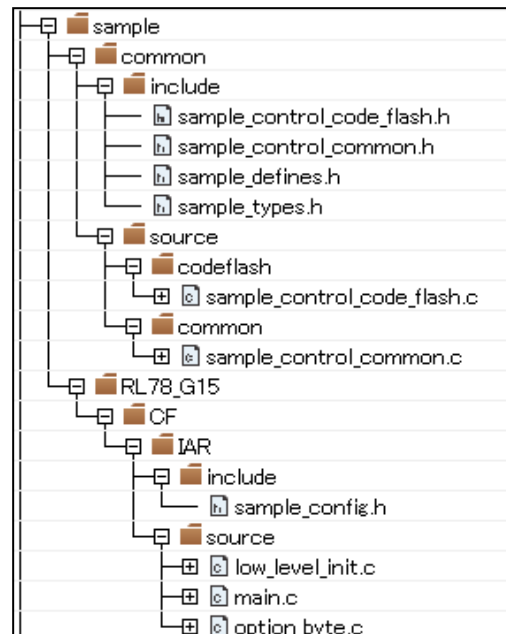 sample
common
include
sample_control_code_flash.h
sample_control_common.h
sample_defines.h
sample_types.h
source
codeflash
sample_control_code_flash.c
common
sample_control_common.c
RL78_G15
CF
IAR
include
sample_config.h
source
low_level_init.c
main.c
option_byte.c